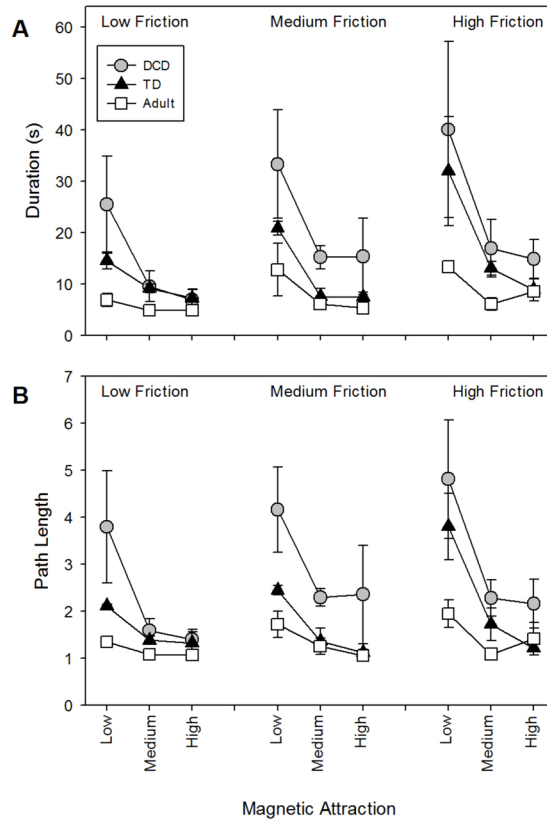 A
Low Friction Medium Friction High Friction
DCD
TD
Adult
Duration (s)
60
50
40
30
20
10
0
B
Low Friction Medium Friction High Friction
Path Length
7
6
5
4
3
2
1
0
Low Medium High Low Medium High Low Medium High
Magnetic Attraction